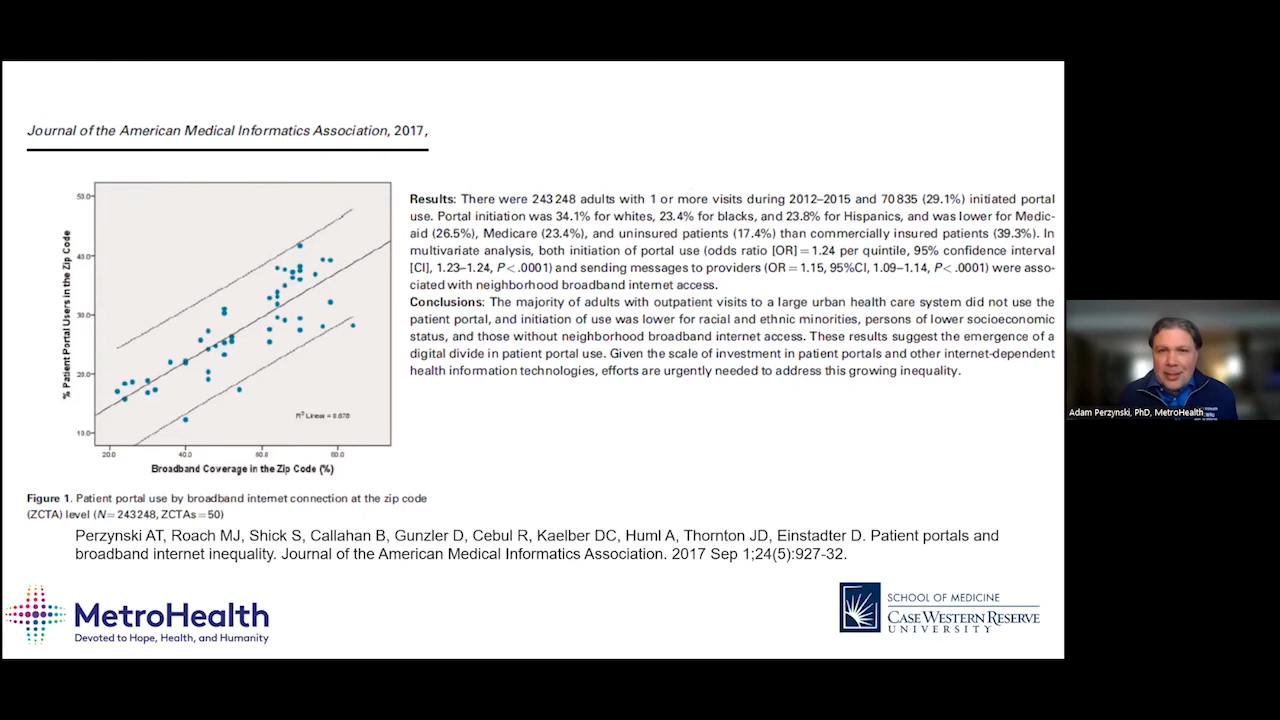 Journal of the American Medical Informatics Association, 2017,
50.0
40.0
30.0
20.0
10.0
% Patient Portal Users in the Zip Code
R² Linear = 0.670
20.0 40.0 60.0 80.0
Broadband Coverage in the Zip Code (%)
Figure 1. Patient portal use by broadband internet connection at the zip code
(ZCTA) level (N=243248, ZCTAs=50)
Results: There were 243 248 adults with 1 or more visits during 2012–2015 and 70 835 (29.1%) initiated portal
use. Portal initiation was 34.1% for whites, 23.4% for blacks, and 23.8% for Hispanics, and was lower for Medic-
aid (26.5%), Medicare (23.4%), and uninsured patients (17.4%) than commercially insured patients (39.3%). In
multivariate analysis, both initiation of portal use (odds ratio [OR] = 1.24 per quintile, 95% confidence interval
[CI], 1.23–1.24, P < .0001) and sending messages to providers (OR = 1.15, 95%CI, 1.09–1.14, P < .0001) were asso-
ciated with neighborhood broadband internet access.
Conclusions: The majority of adults with outpatient visits to a large urban health care system did not use the
patient portal, and initiation of use was lower for racial and ethnic minorities, persons of lower socioeconomic
status, and those without neighborhood broadband internet access. These results suggest the emergence of a
digital divide in patient portal use. Given the scale of investment in patient portals and other internet-dependent
health information technologies, efforts are urgently needed to address this growing inequality.
Perzynski AT, Roach MJ, Shick S, Callahan B, Gunzler D, Cebul R, Kaelber DC, Huml A, Thornton JD, Einstadter D. Patient portals and
broadband internet inequality. Journal of the American Medical Informatics Association. 2017 Sep 1;24(5):927-32.
MetroHealth
Devoted to Hope, Health, and Humanity
SCHOOL OF MEDICINE
CASE WESTERN RESERVE
UNIVERSITY
Adam Perzynski, PhD, MetroHealth